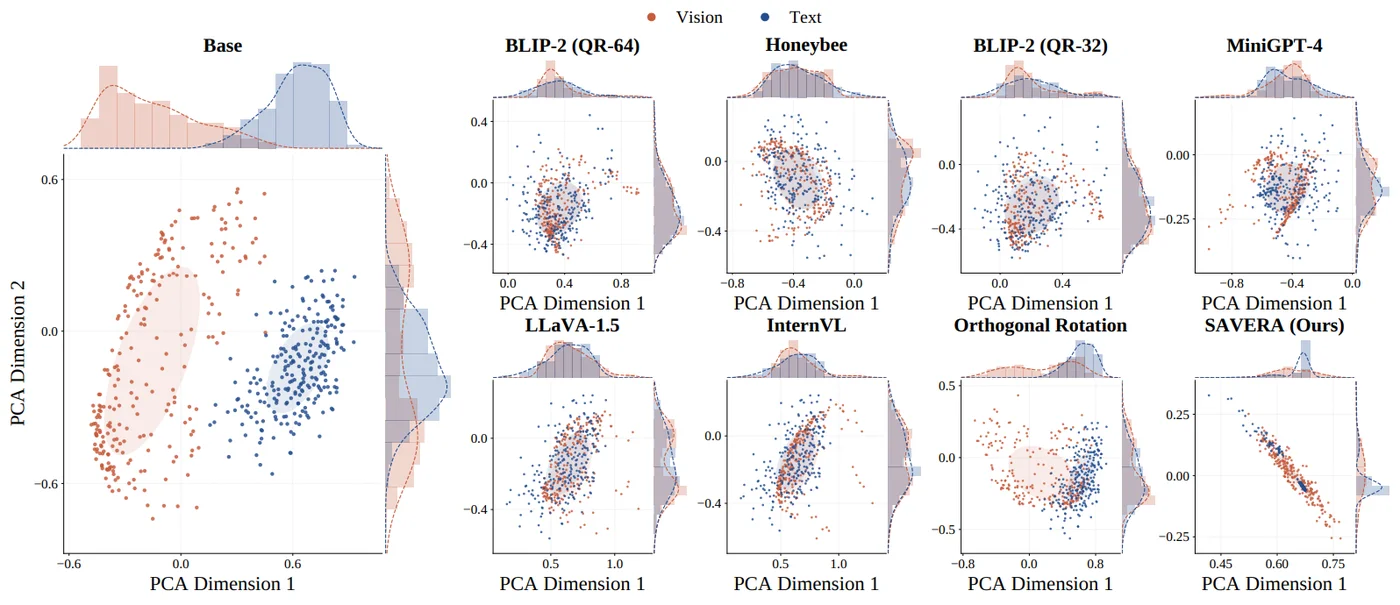 Vision
Text
Base
0.6
0.0
−0.6
−0.6
0.0
0.6
PCA Dimension 1
PCA Dimension 2
BLIP-2 (QR-64)
0.4
0.0
−0.4
0.0
0.4
0.8
PCA Dimension 1
Honeybee
0.0
−0.4
−0.8
−0.4
0.0
PCA Dimension 1
BLIP-2 (QR-32)
0.0
−0.4
0.0
0.4
PCA Dimension 1
MiniGPT-4
0.00
−0.25
−0.8
−0.4
0.0
PCA Dimension 1
LLaVA-1.5
0.0
−0.4
0.5
1.0
PCA Dimension 1
InternVL
0.0
−0.4
0.5
1.0
PCA Dimension 1
Orthogonal Rotation
0.5
0.0
−0.5
−0.8
0.0
0.8
PCA Dimension 1
SAVERA (Ours)
0.25
0.00
−0.25
0.45
0.60
0.75
PCA Dimension 1